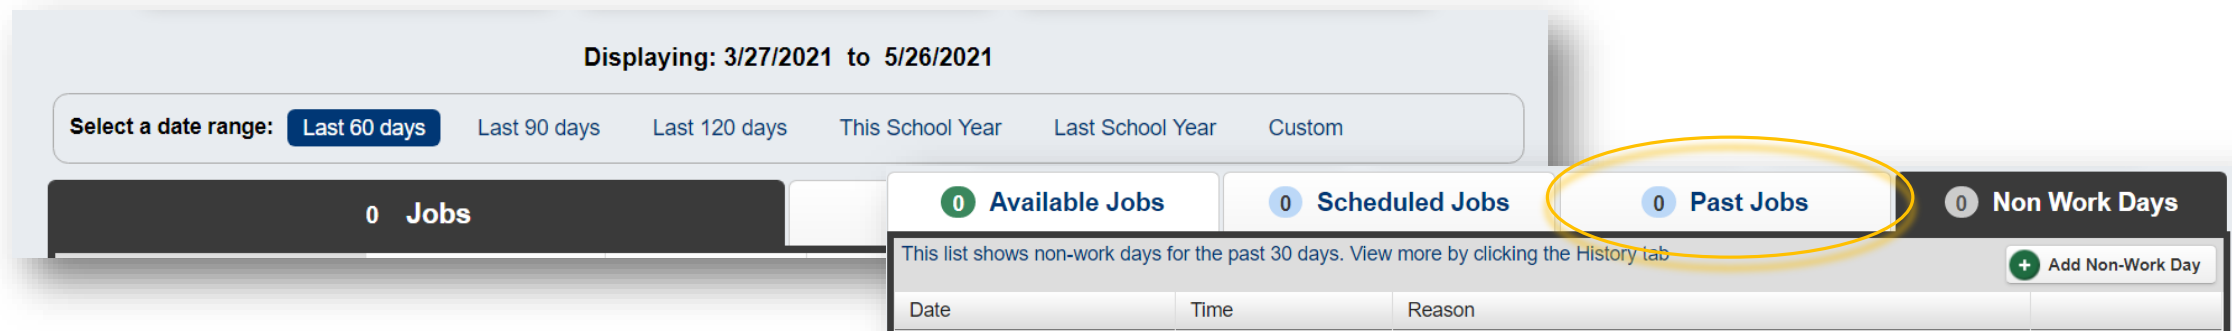 Displaying: 3/27/2021 to 5/26/2021
Select a date range: Last 60 days Last 90 days Last 120 days This School Year Last School Year Custom
0 Jobs
0 Available Jobs 0 Scheduled Jobs 0 Past Jobs 0 Non Work Days
This list shows non-work days for the past 30 days. View more by clicking the History tab
+ Add Non-Work Day
Date Time Reason